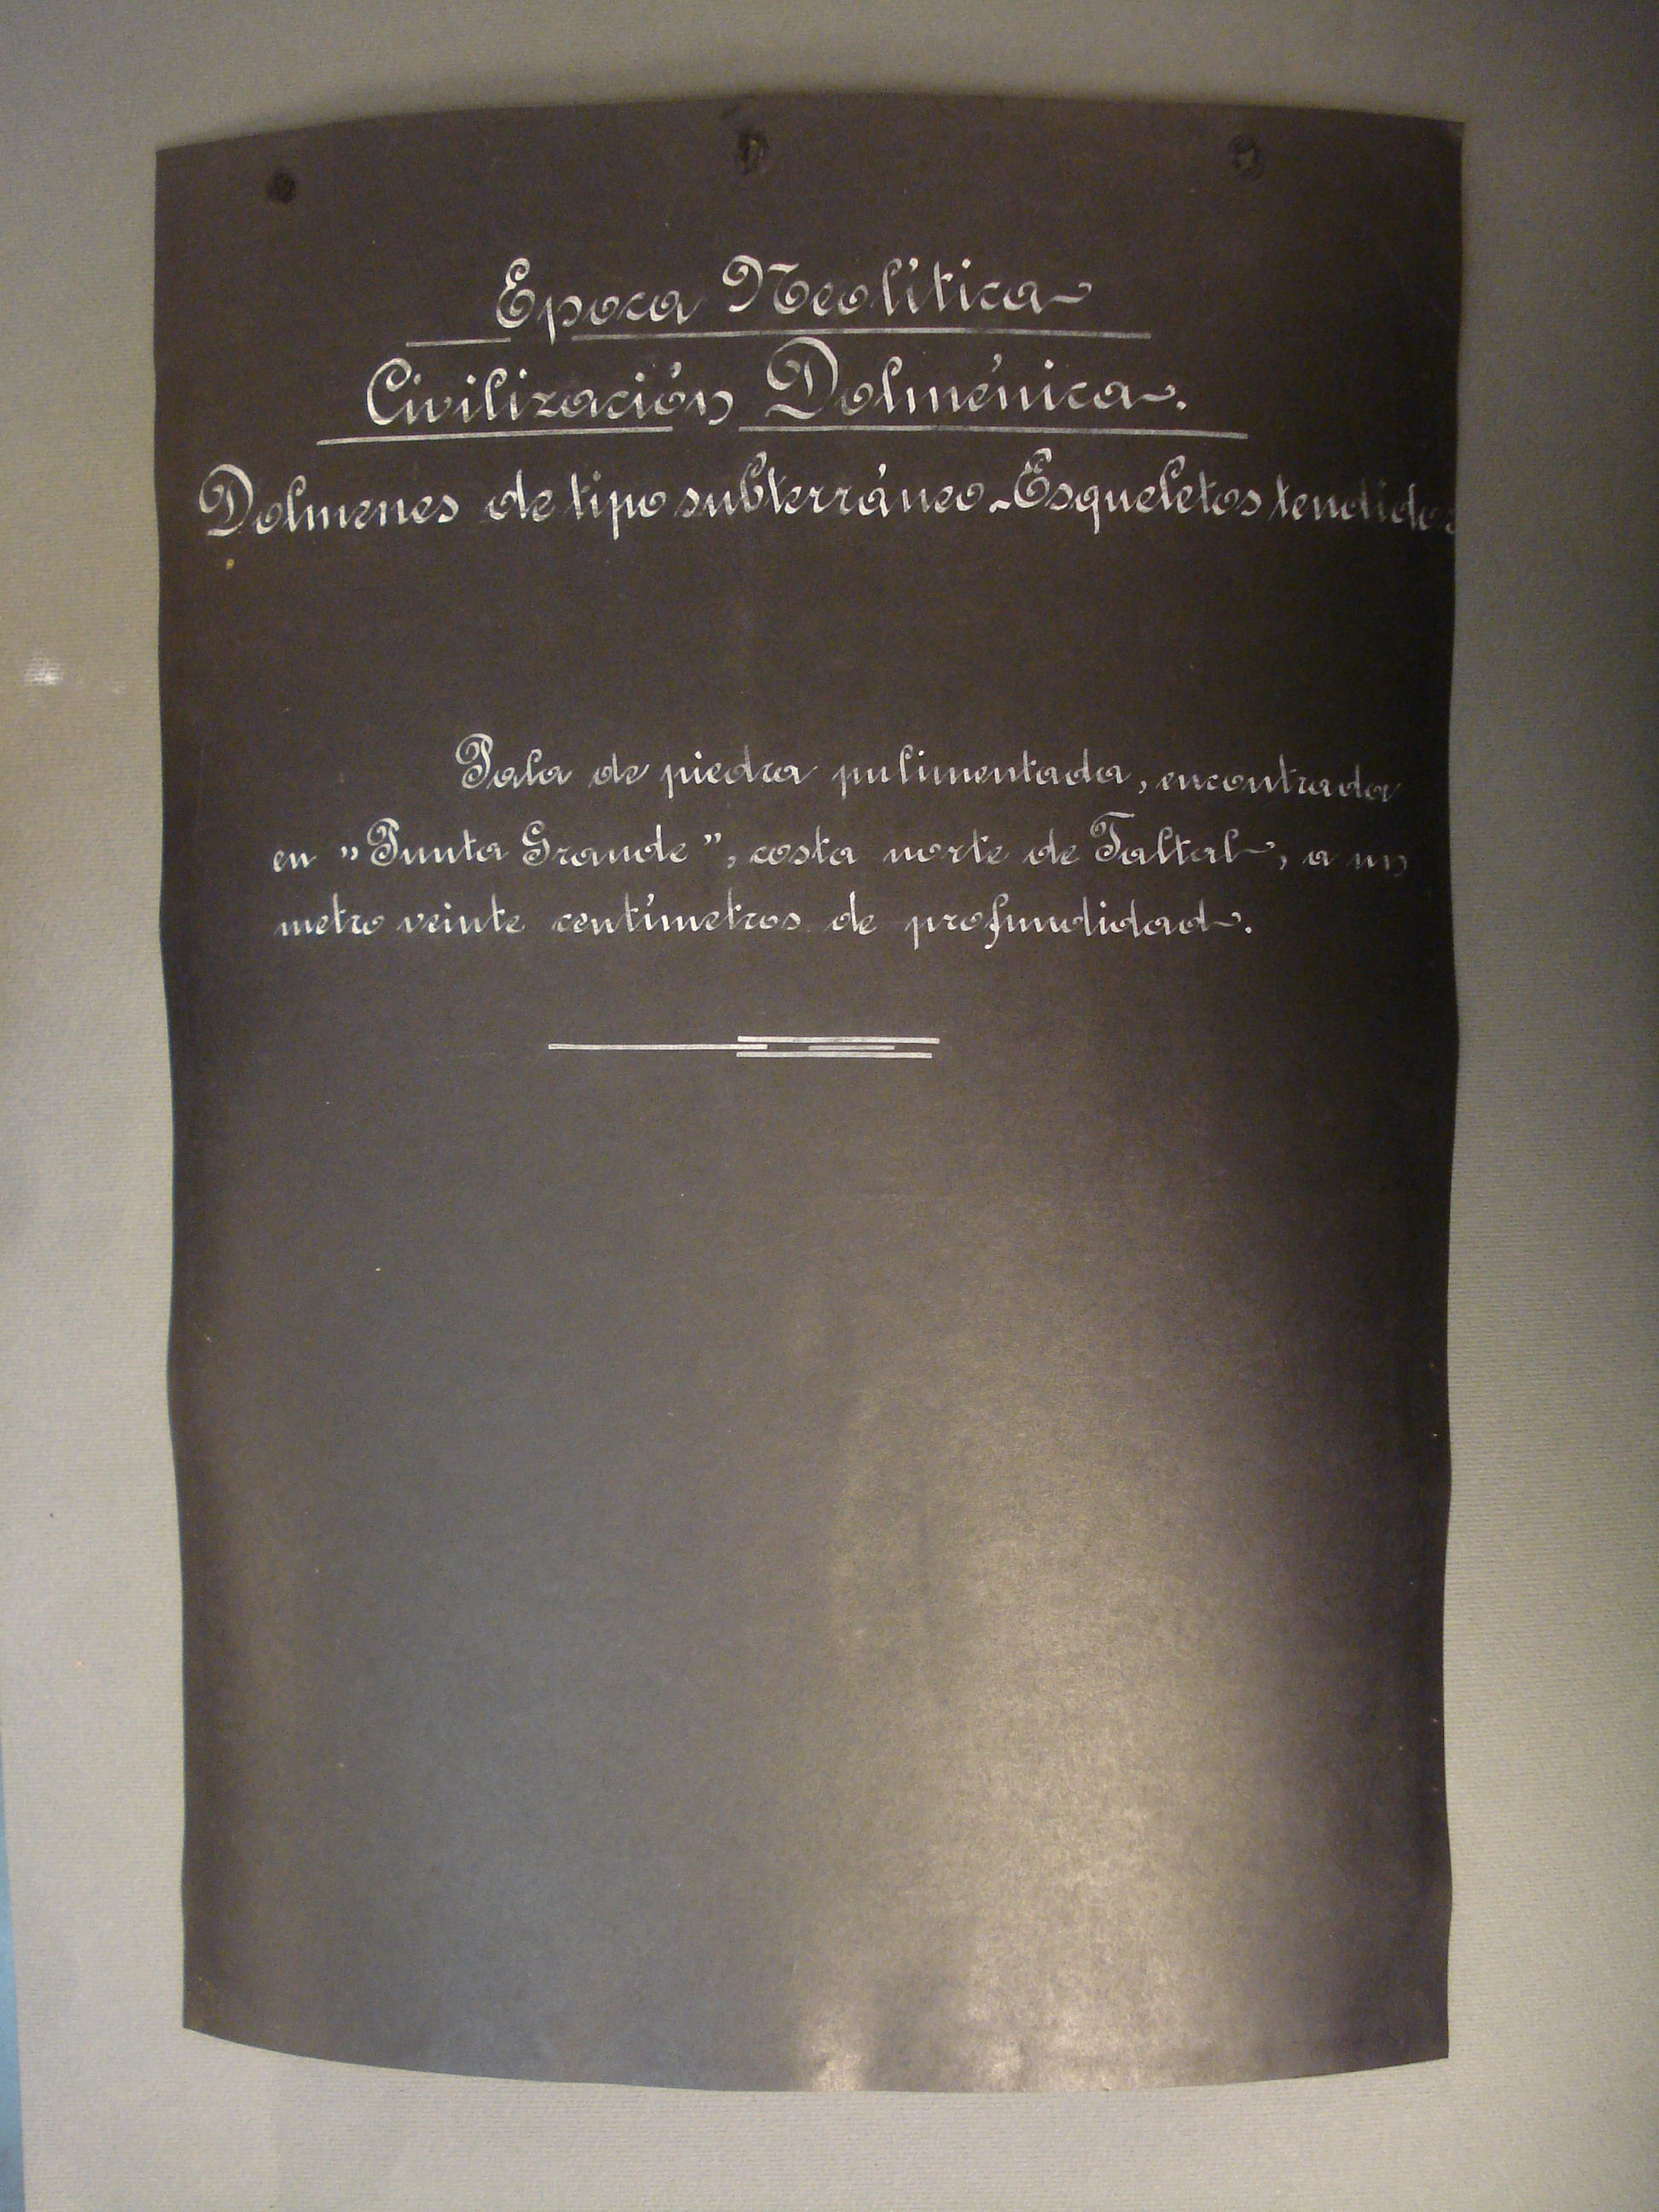 Epoca Neolítica
Civilización Dolménica.
Dolmenes de tipo subterráneo-Esqueletos tendidos
Pala de piedra pulimentada, encontrada
en "Punta Grande", costa norte de Taltal, a un
metro veinte centímetros de profundidad.